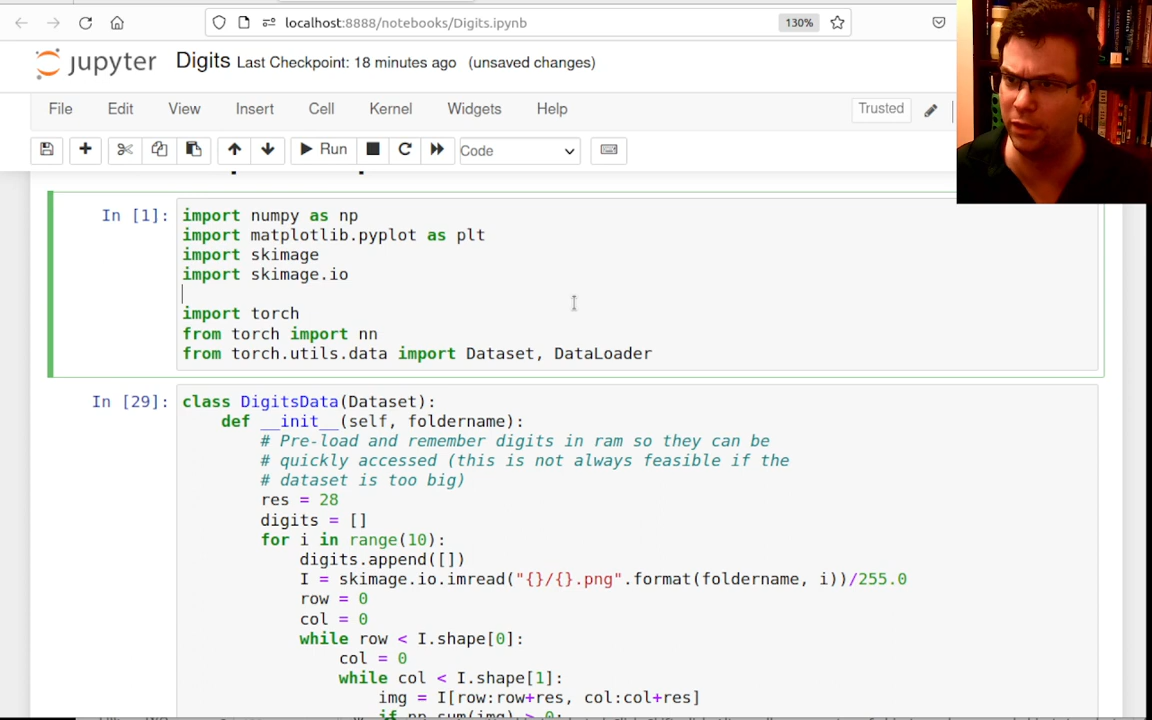 localhost:8888/notebooks/Digits.ipynb
130%
jupyter Digits Last Checkpoint: 18 minutes ago (unsaved changes)
File Edit View Insert Cell Kernel Widgets Help
Trusted
Run
Code
In [1]:
import numpy as np
import matplotlib.pyplot as plt
import skimage
import skimage.io
import torch
from torch import nn
from torch.utils.data import Dataset, DataLoader
In [29]:
class DigitsData(Dataset):
def __init__(self, foldername):
# Pre-load and remember digits in ram so they can be
# quickly accessed (this is not always feasible if the
# dataset is too big)
res = 28
digits = []
for i in range(10):
digits.append([])
I = skimage.io.imread("{}/{}.png".format(foldername, i))/255.0
row = 0
col = 0
while row < I.shape[0]:
col = 0
while col < I.shape[1]:
img = I[row:row+res, col:col+res]
if np.sum(img) > 0: